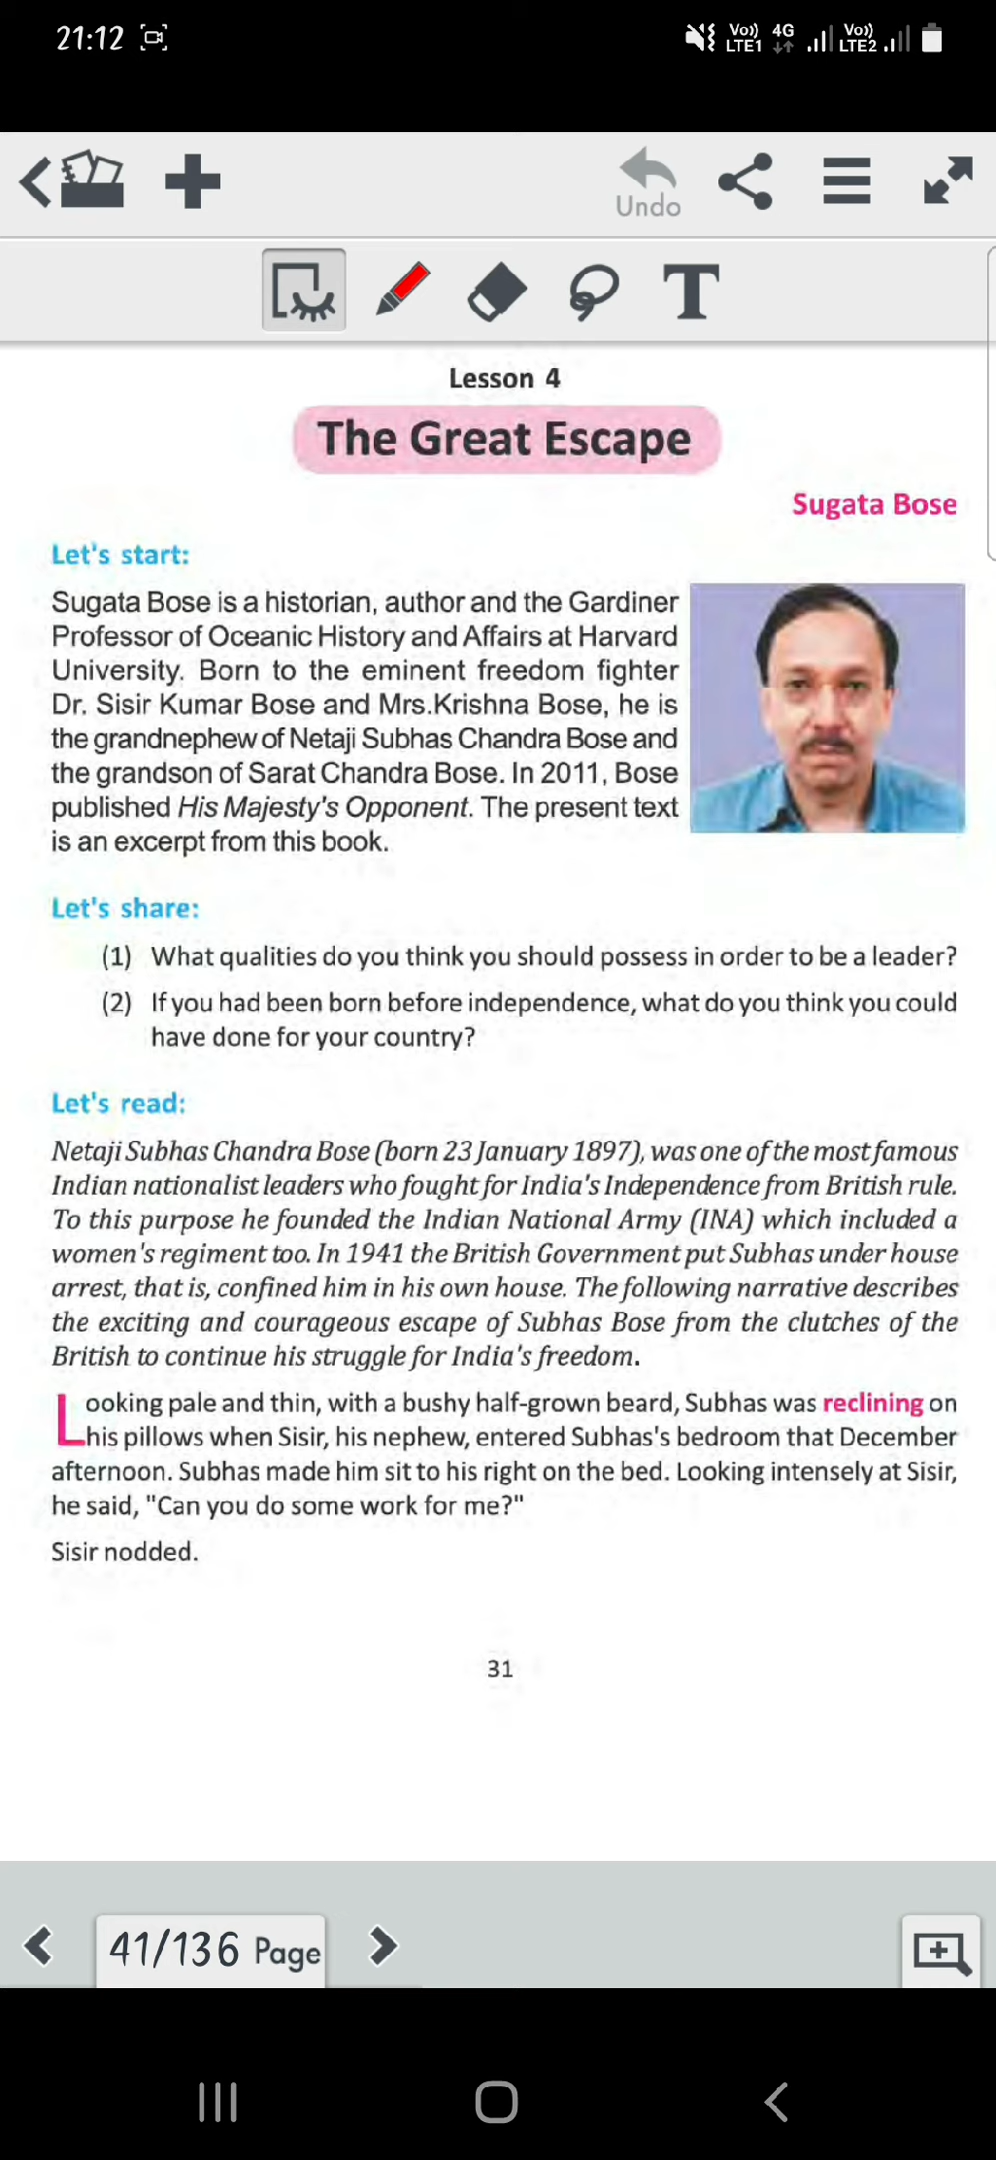 21:12
Vo)) 4G Vo))
LTE1 LTE2
Undo
T
Lesson 4
The Great Escape
Sugata Bose
Let's start:
Sugata Bose is a historian, author and the Gardiner
Professor of Oceanic History and Affairs at Harvard
University. Born to the eminent freedom fighter
Dr. Sisir Kumar Bose and Mrs.Krishna Bose, he is
the grandnephew of Netaji Subhas Chandra Bose and
the grandson of Sarat Chandra Bose. In 2011, Bose
published His Majesty's Opponent. The present text
is an excerpt from this book.
Let's share:
(1) What qualities do you think you should possess in order to be a leader?
(2) If you had been born before independence, what do you think you could
have done for your country?
Let's read:
Netaji Subhas Chandra Bose (born 23 January 1897), was one of the most famous
Indian nationalist leaders who fought for India's Independence from British rule.
To this purpose he founded the Indian National Army (INA) which included a
women's regiment too. In 1941 the British Government put Subhas under house
arrest, that is, confined him in his own house. The following narrative describes
the exciting and courageous escape of Subhas Bose from the clutches of the
British to continue his struggle for India's freedom.
Looking pale and thin, with a bushy half-grown beard, Subhas was reclining on
his pillows when Sisir, his nephew, entered Subhas's bedroom that December
afternoon. Subhas made him sit to his right on the bed. Looking intensely at Sisir,
he said, "Can you do some work for me?"
Sisir nodded.
31
41/136 Page